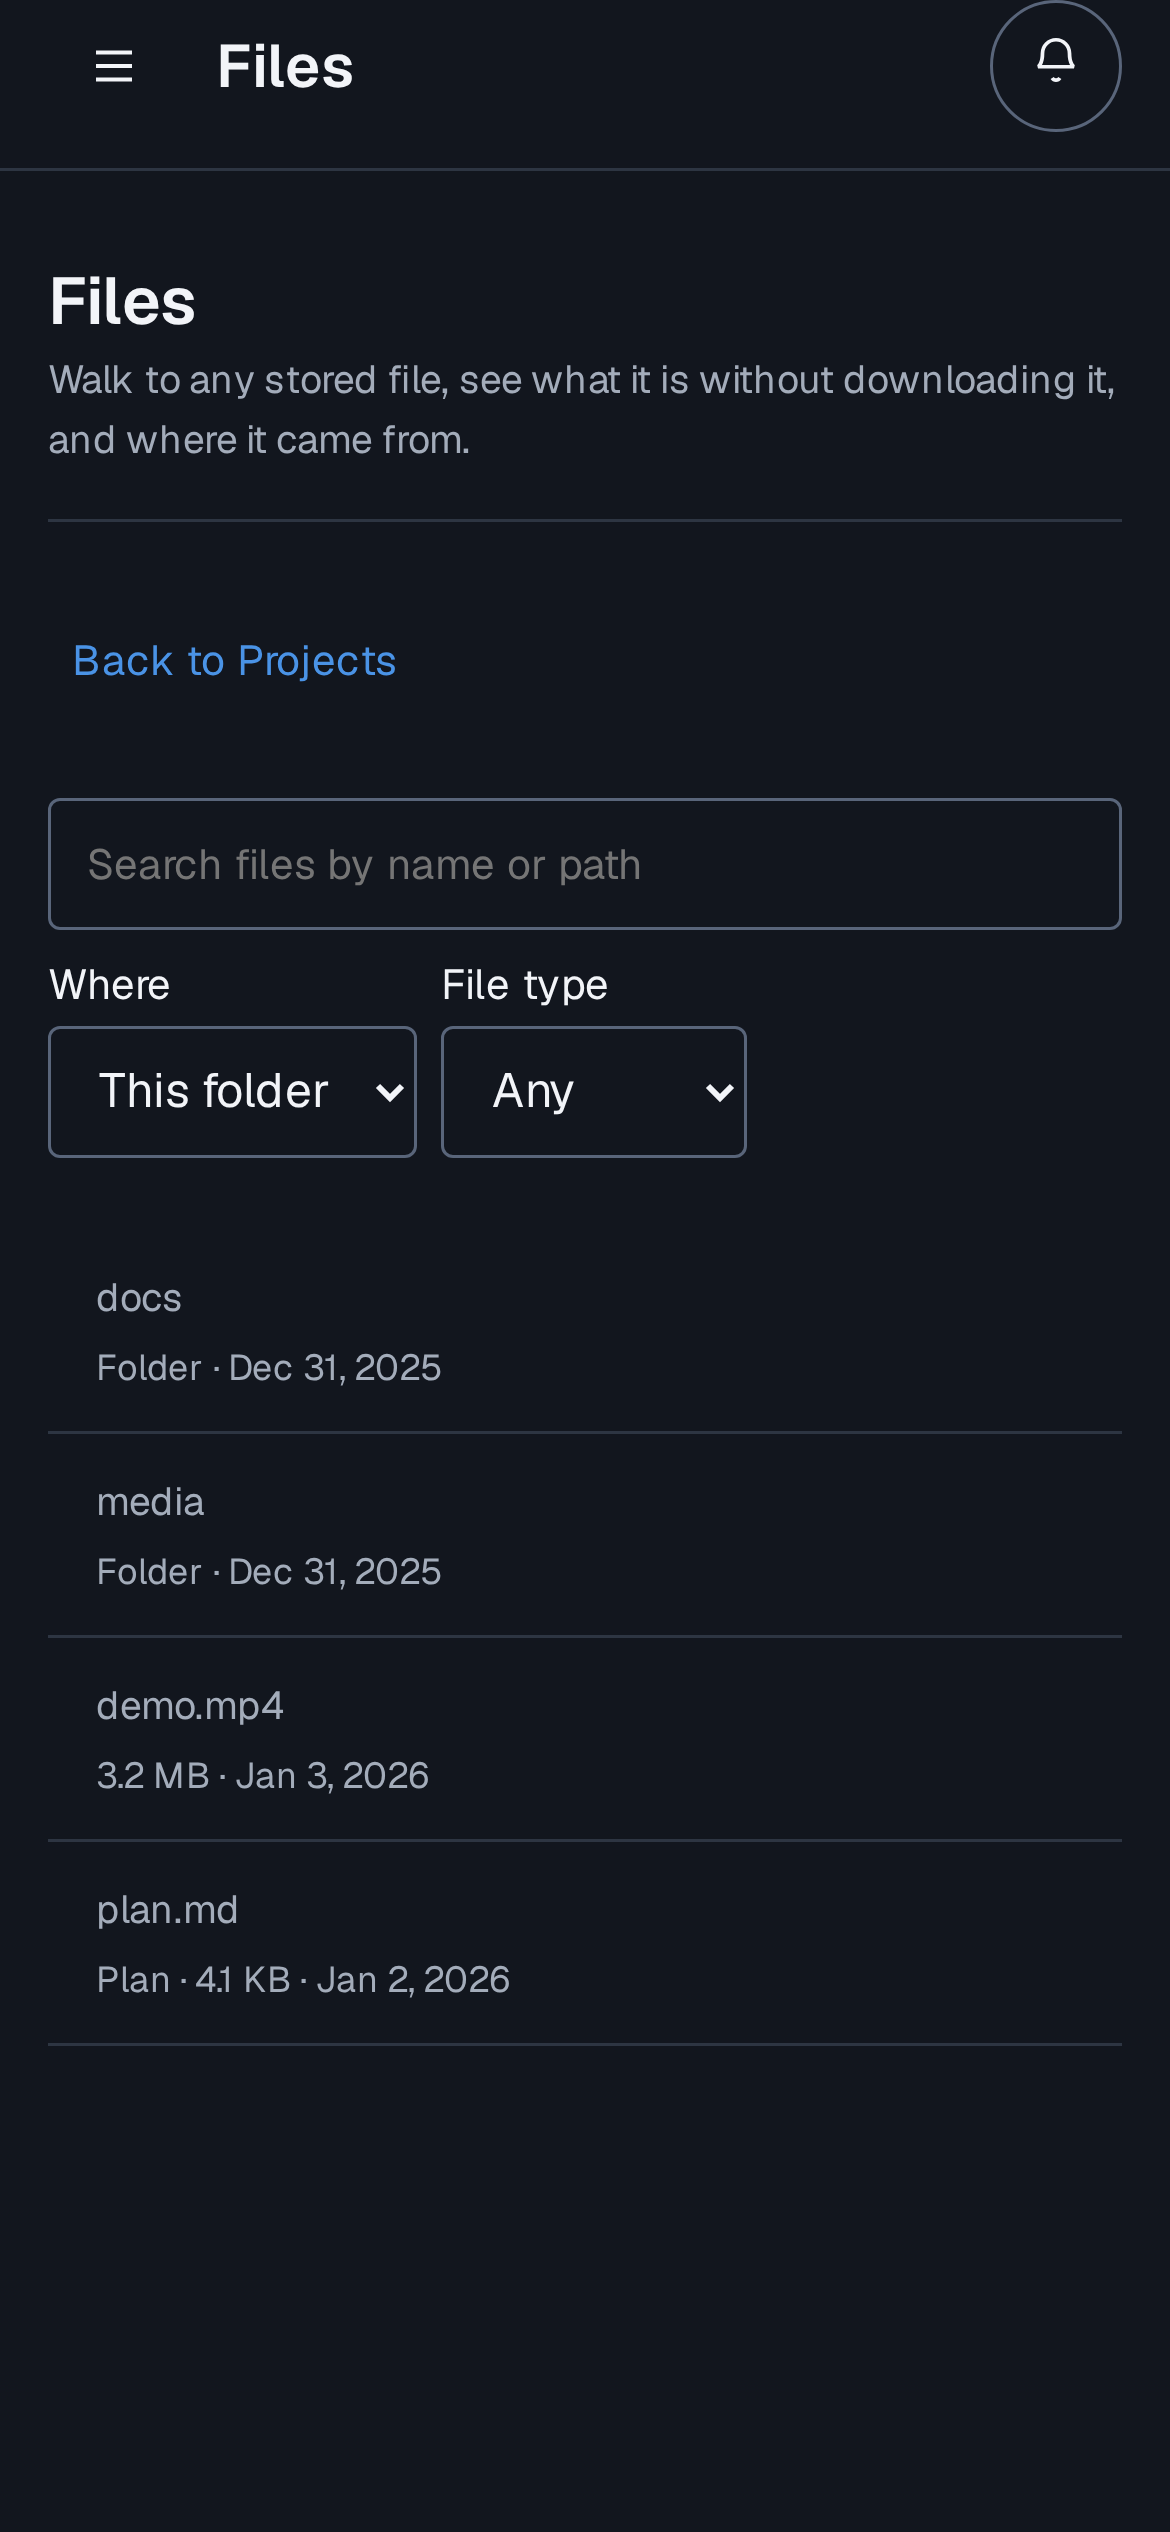 Files
Files
Walk to any stored file, see what it is without downloading it,
and where it came from.
Back to Projects
Search files by name or path
Where File type
This folder Any
docs
Folder · Dec 31, 2025
media
Folder · Dec 31, 2025
demo.mp4
3.2 MB · Jan 3, 2026
plan.md
Plan · 4.1 KB · Jan 2, 2026